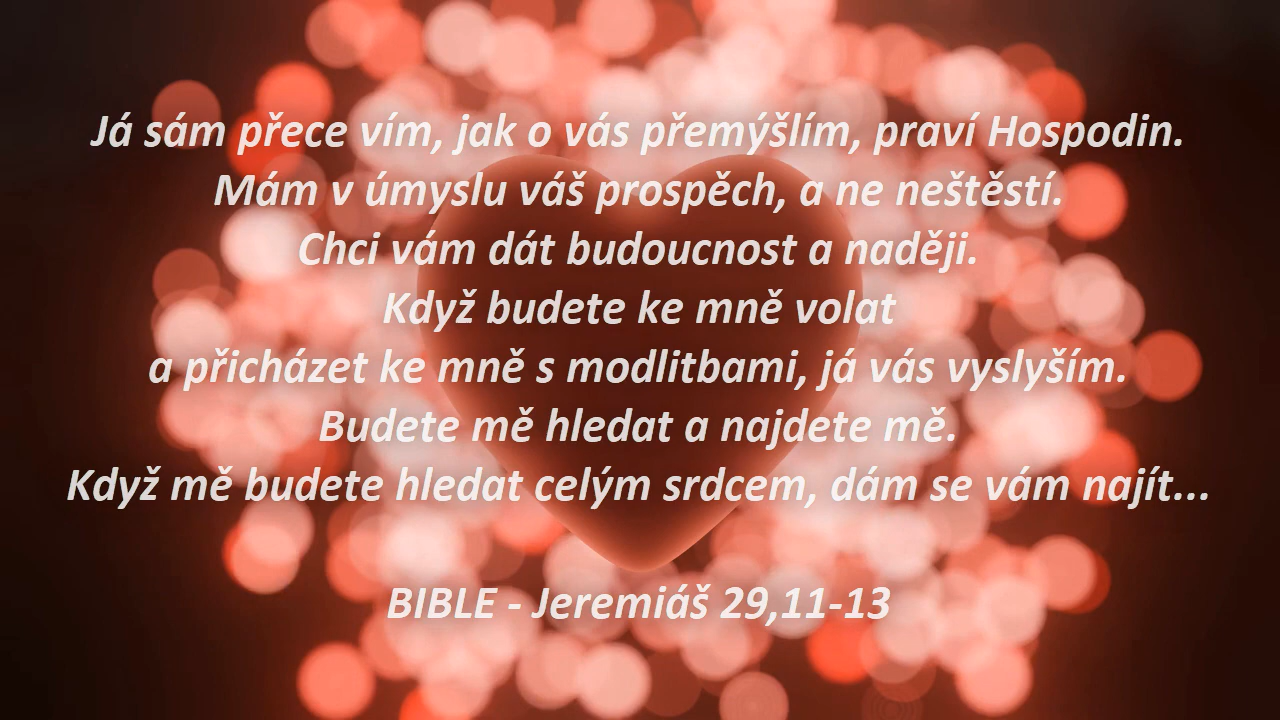 Já sám přece vím, jak o vás přemýšlím, praví Hospodin.
Mám v úmyslu váš prospěch, a ne neštěstí.
Chci vám dát budoucnost a naději.
Když budete ke mně volat
a přicházet ke mně s modlitbami, já vás vyslyším.
Budete mě hledat a najdete mě.
Když mě budete hledat celým srdcem, dám se vám najít...
BIBLE - Jeremiáš 29,11-13